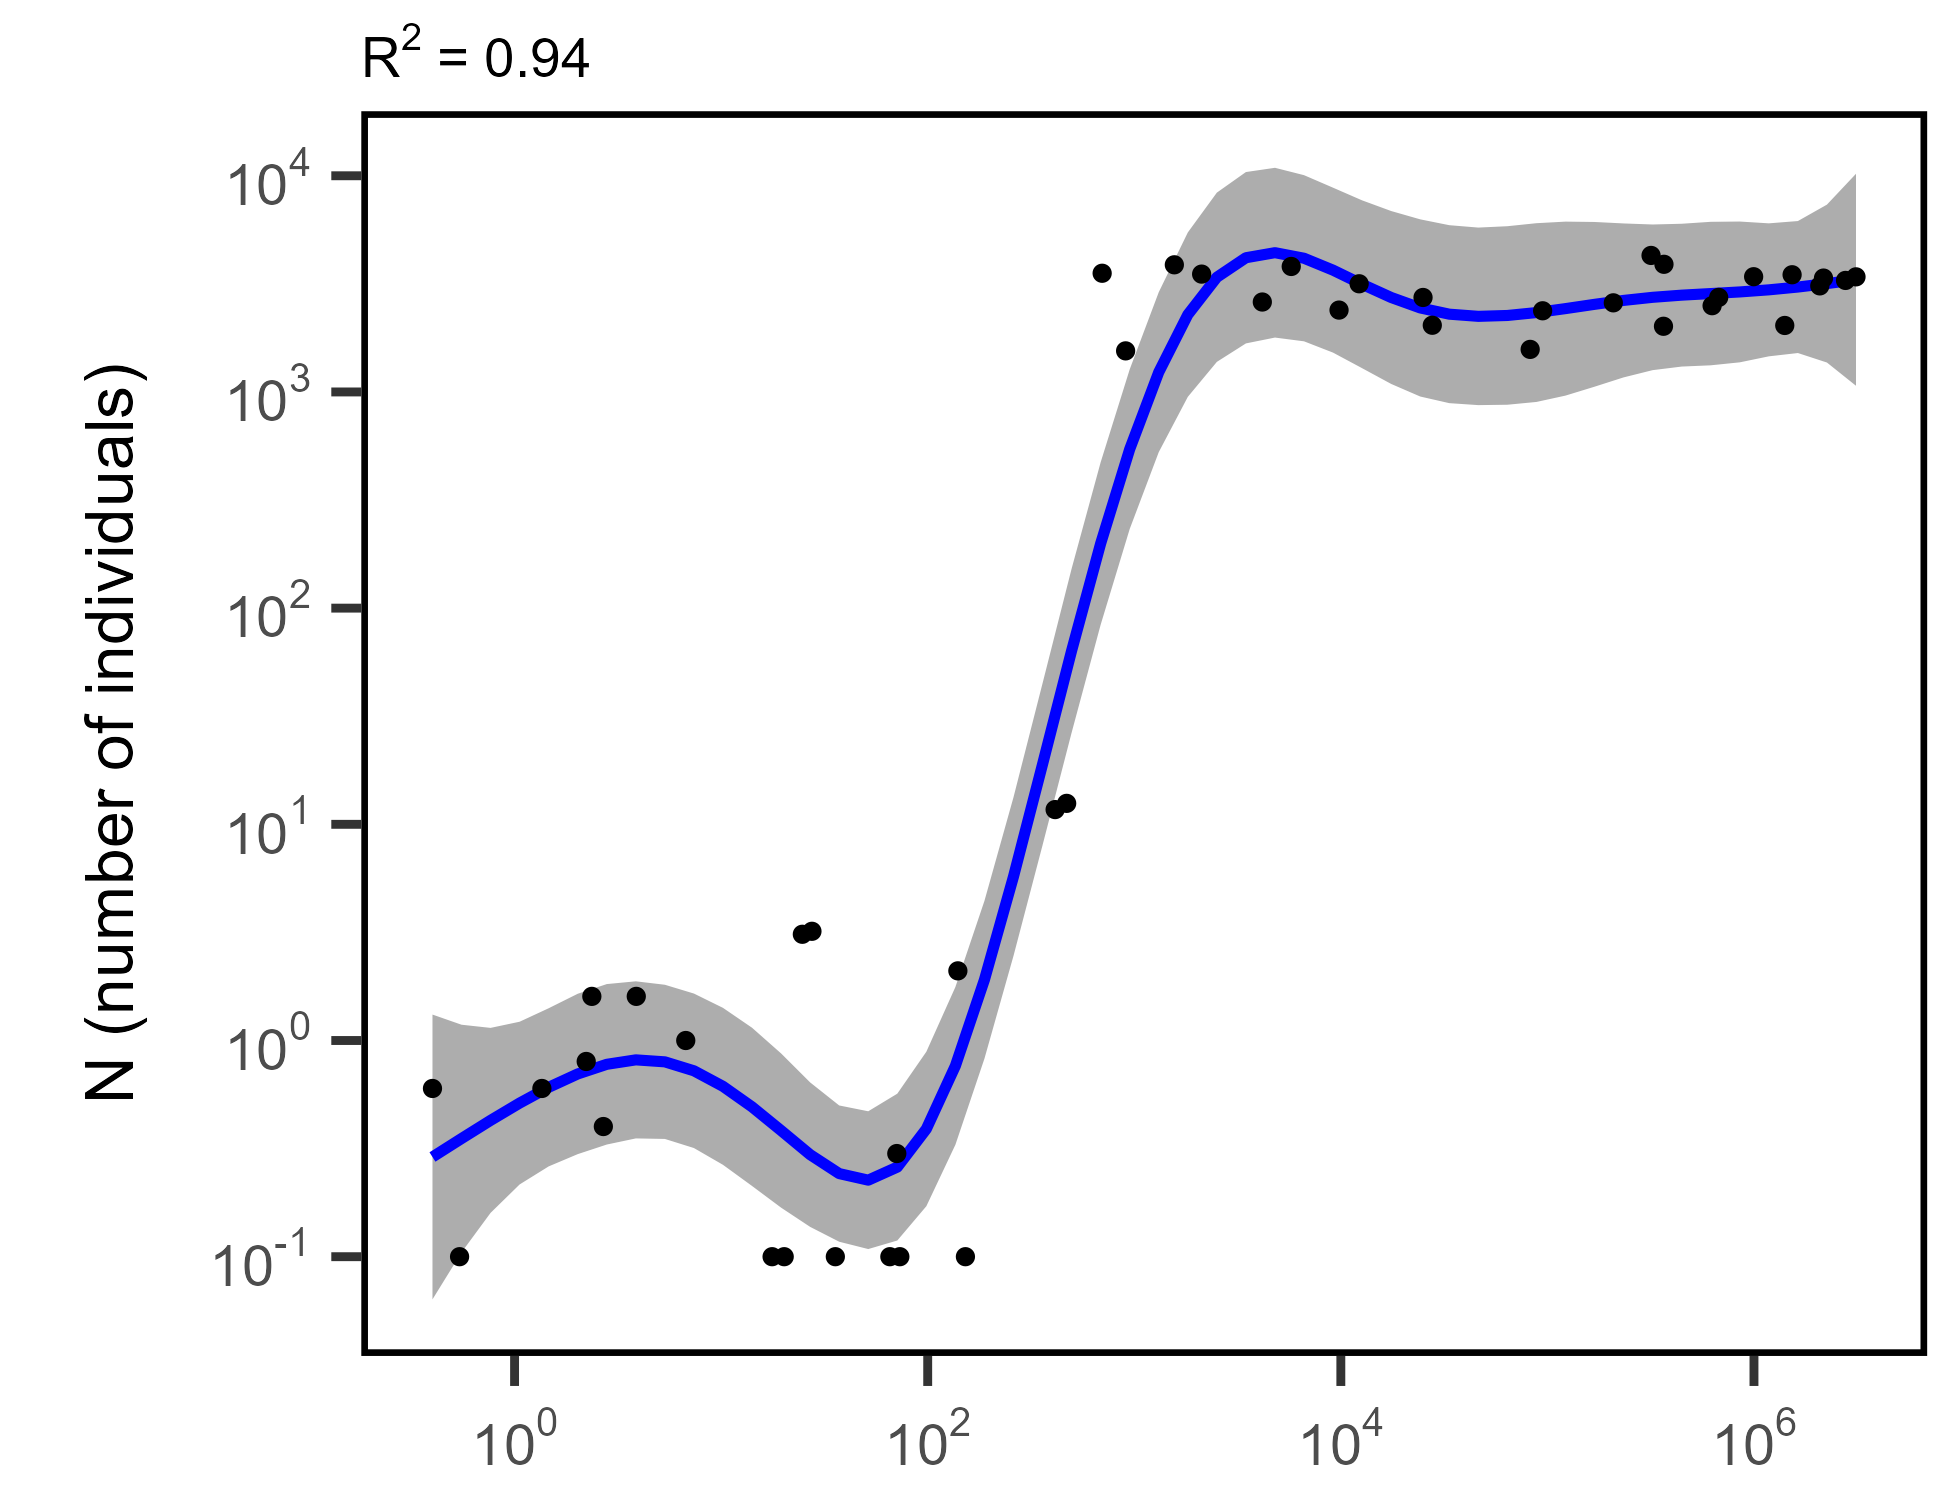 R² = 0.94
N (number of individuals)
10⁴
10³
10²
10¹
10⁰
10⁻¹
10⁰ 10² 10⁴ 10⁶